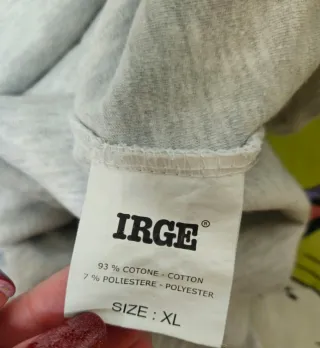 IRGE®
93 % COTONE - COTTON
7 % POLIESTERE - POLYESTER
SIZE : XL